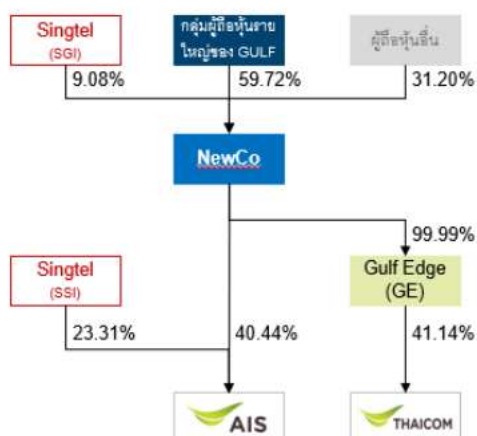 Singtel
(SGI)
กลุ่มผู้ถือหุ้นราย
ใหญ่ของ GULF
ผู้ถือหุ้นอื่น
9.08%
59.72%
31.20%
NewCo
99.99%
Singtel
(SSI)
Gulf Edge
(GE)
23.31%
40.44%
41.14%
AIS
THAICOM